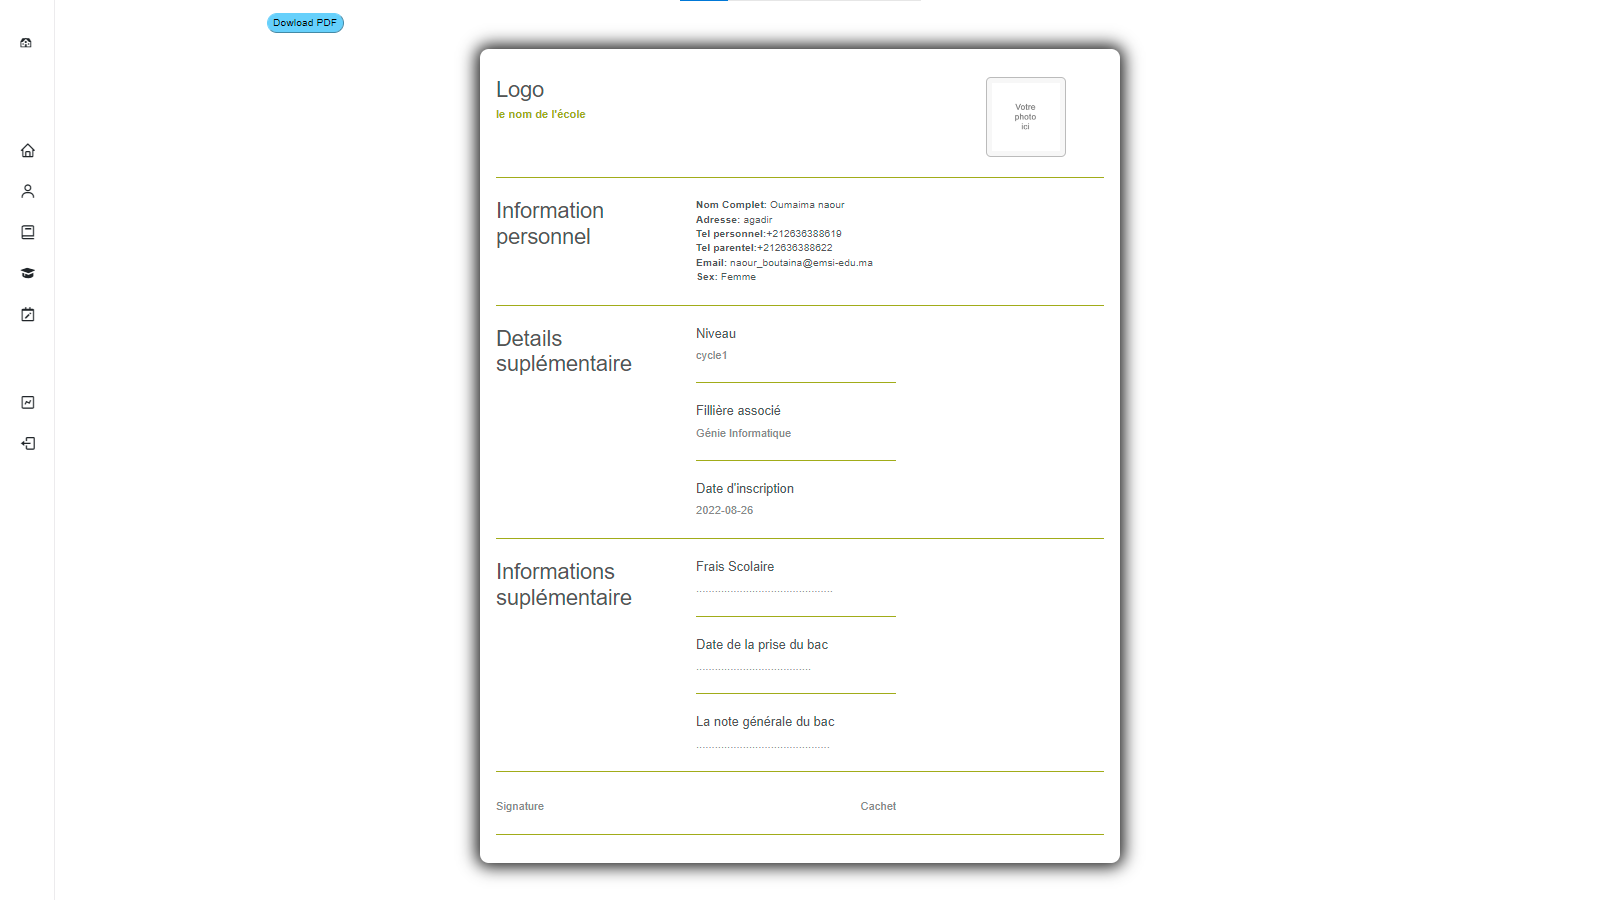 Dowload PDF
Logo
le nom de l'école
Votre
photo
ici
Information
personnel
Nom Complet: Oumaima naour
Adresse: agadir
Tel personnel:+212636388619
Tel parentel:+212636388622
Email: naour_boutaina@emsi-edu.ma
Sex: Femme
Details
suplémentaire
Niveau
cycle1
Fillière associé
Génie Informatique
Date d'inscription
2022-08-26
Informations
suplémentaire
Frais Scolaire
............................................
Date de la prise du bac
.....................................
La note générale du bac
...........................................
Signature
Cachet